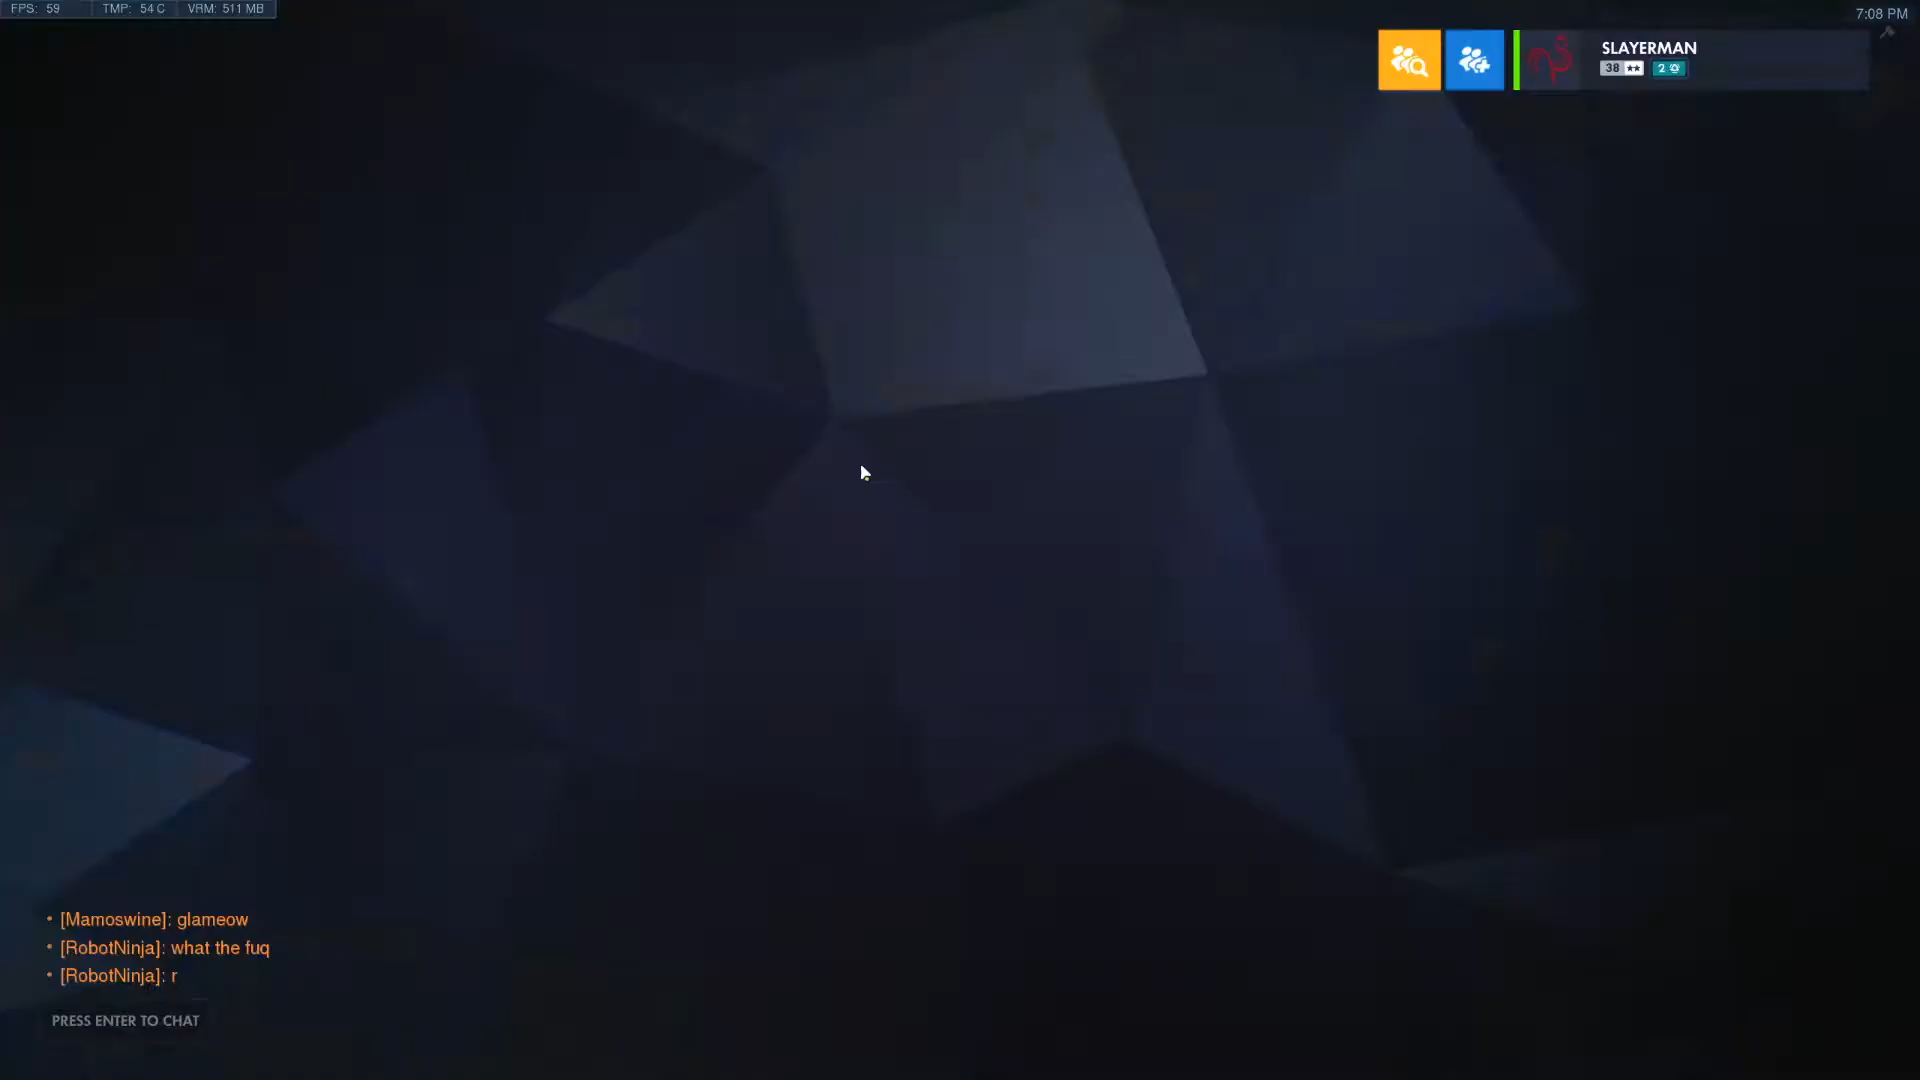 FPS: 59 TMP: 54 C VRM: 511 MB
7:08 PM
SLAYERMAN
38 ★★ 2
• [Mamoswine]: glameow
• [RobotNinja]: what the fuq
• [RobotNinja]: r
PRESS ENTER TO CHAT